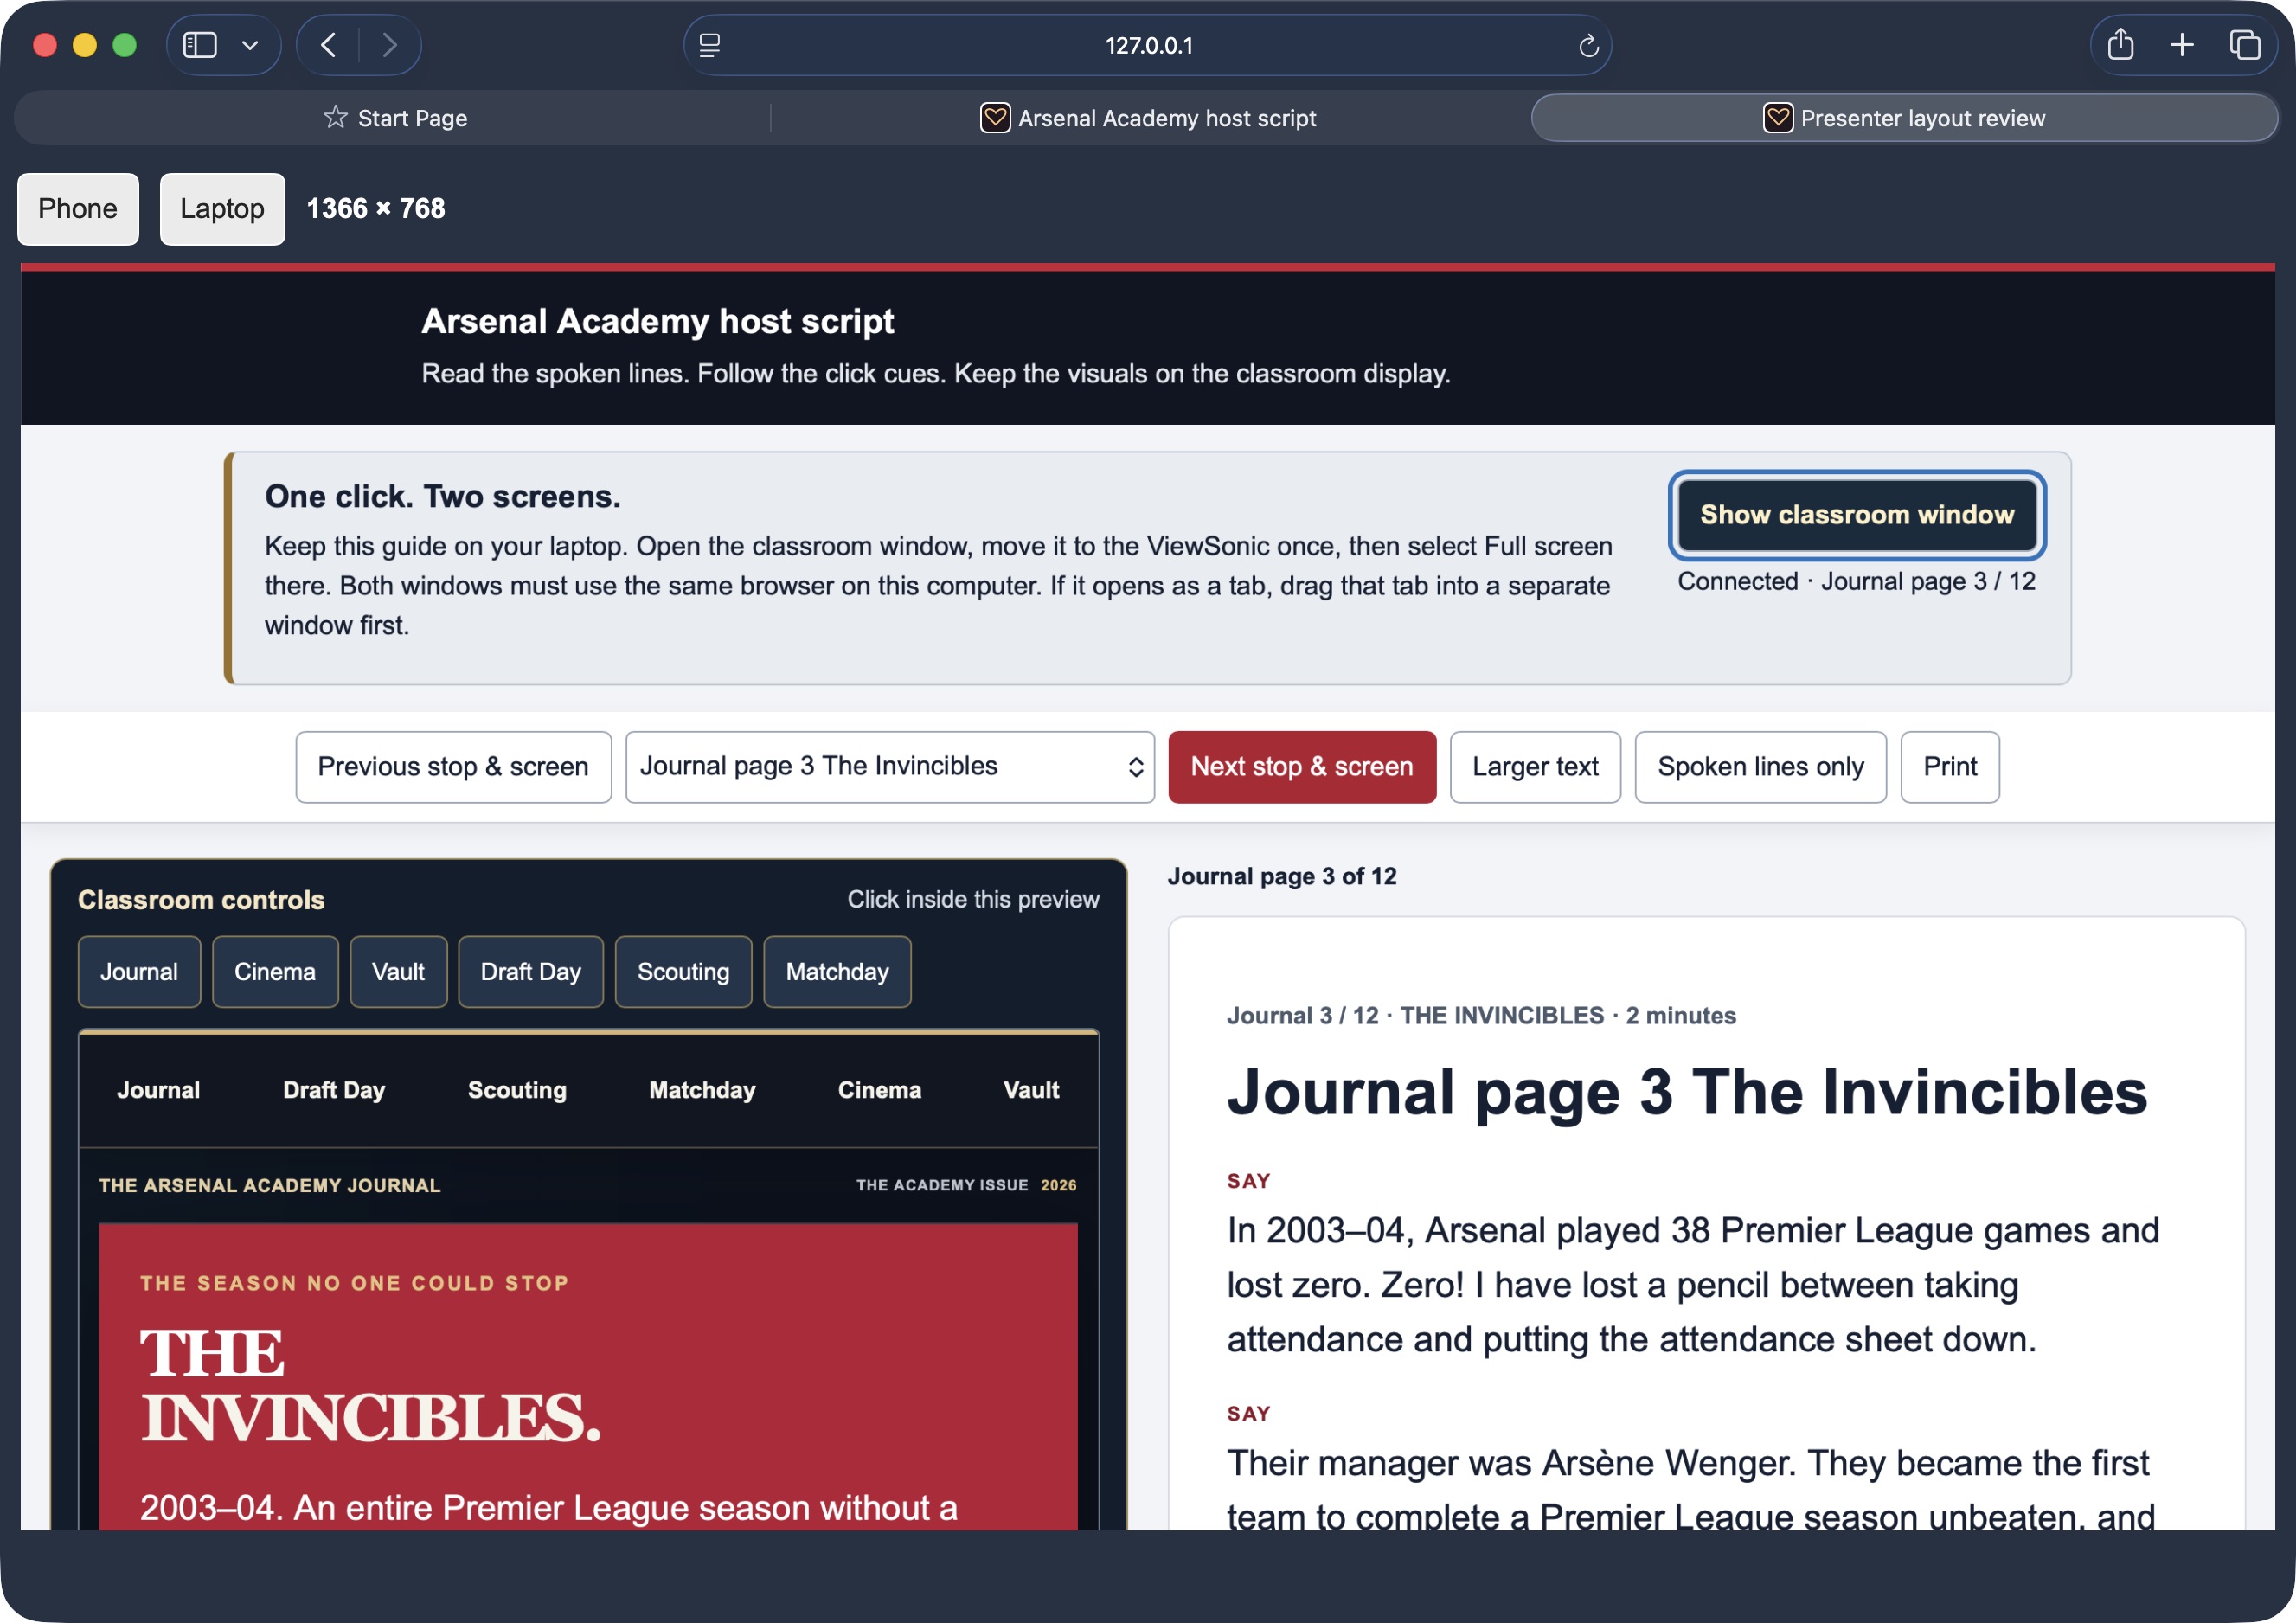 127.0.0.1
Start Page
Arsenal Academy host script
Presenter layout review
Phone
Laptop
1366 × 768
Arsenal Academy host script
Read the spoken lines. Follow the click cues. Keep the visuals on the classroom display.
One click. Two screens.
Keep this guide on your laptop. Open the classroom window, move it to the ViewSonic once, then select Full screen
there. Both windows must use the same browser on this computer. If it opens as a tab, drag that tab into a separate
window first.
Show classroom window
Connected · Journal page 3 / 12
Previous stop & screen
Journal page 3 The Invincibles
Next stop & screen
Larger text
Spoken lines only
Print
Classroom controls
Click inside this preview
Journal
Cinema
Vault
Draft Day
Scouting
Matchday
Journal
Draft Day
Scouting
Matchday
Cinema
Vault
THE ARSENAL ACADEMY JOURNAL
THE ACADEMY ISSUE 2026
THE SEASON NO ONE COULD STOP
THE
INVINCIBLES.
2003–04. An entire Premier League season without a
Journal page 3 of 12
Journal 3 / 12 · THE INVINCIBLES · 2 minutes
Journal page 3 The Invincibles
SAY
In 2003–04, Arsenal played 38 Premier League games and
lost zero. Zero! I have lost a pencil between taking
attendance and putting the attendance sheet down.
SAY
Their manager was Arsène Wenger. They became the first
team to complete a Premier League season unbeaten, and